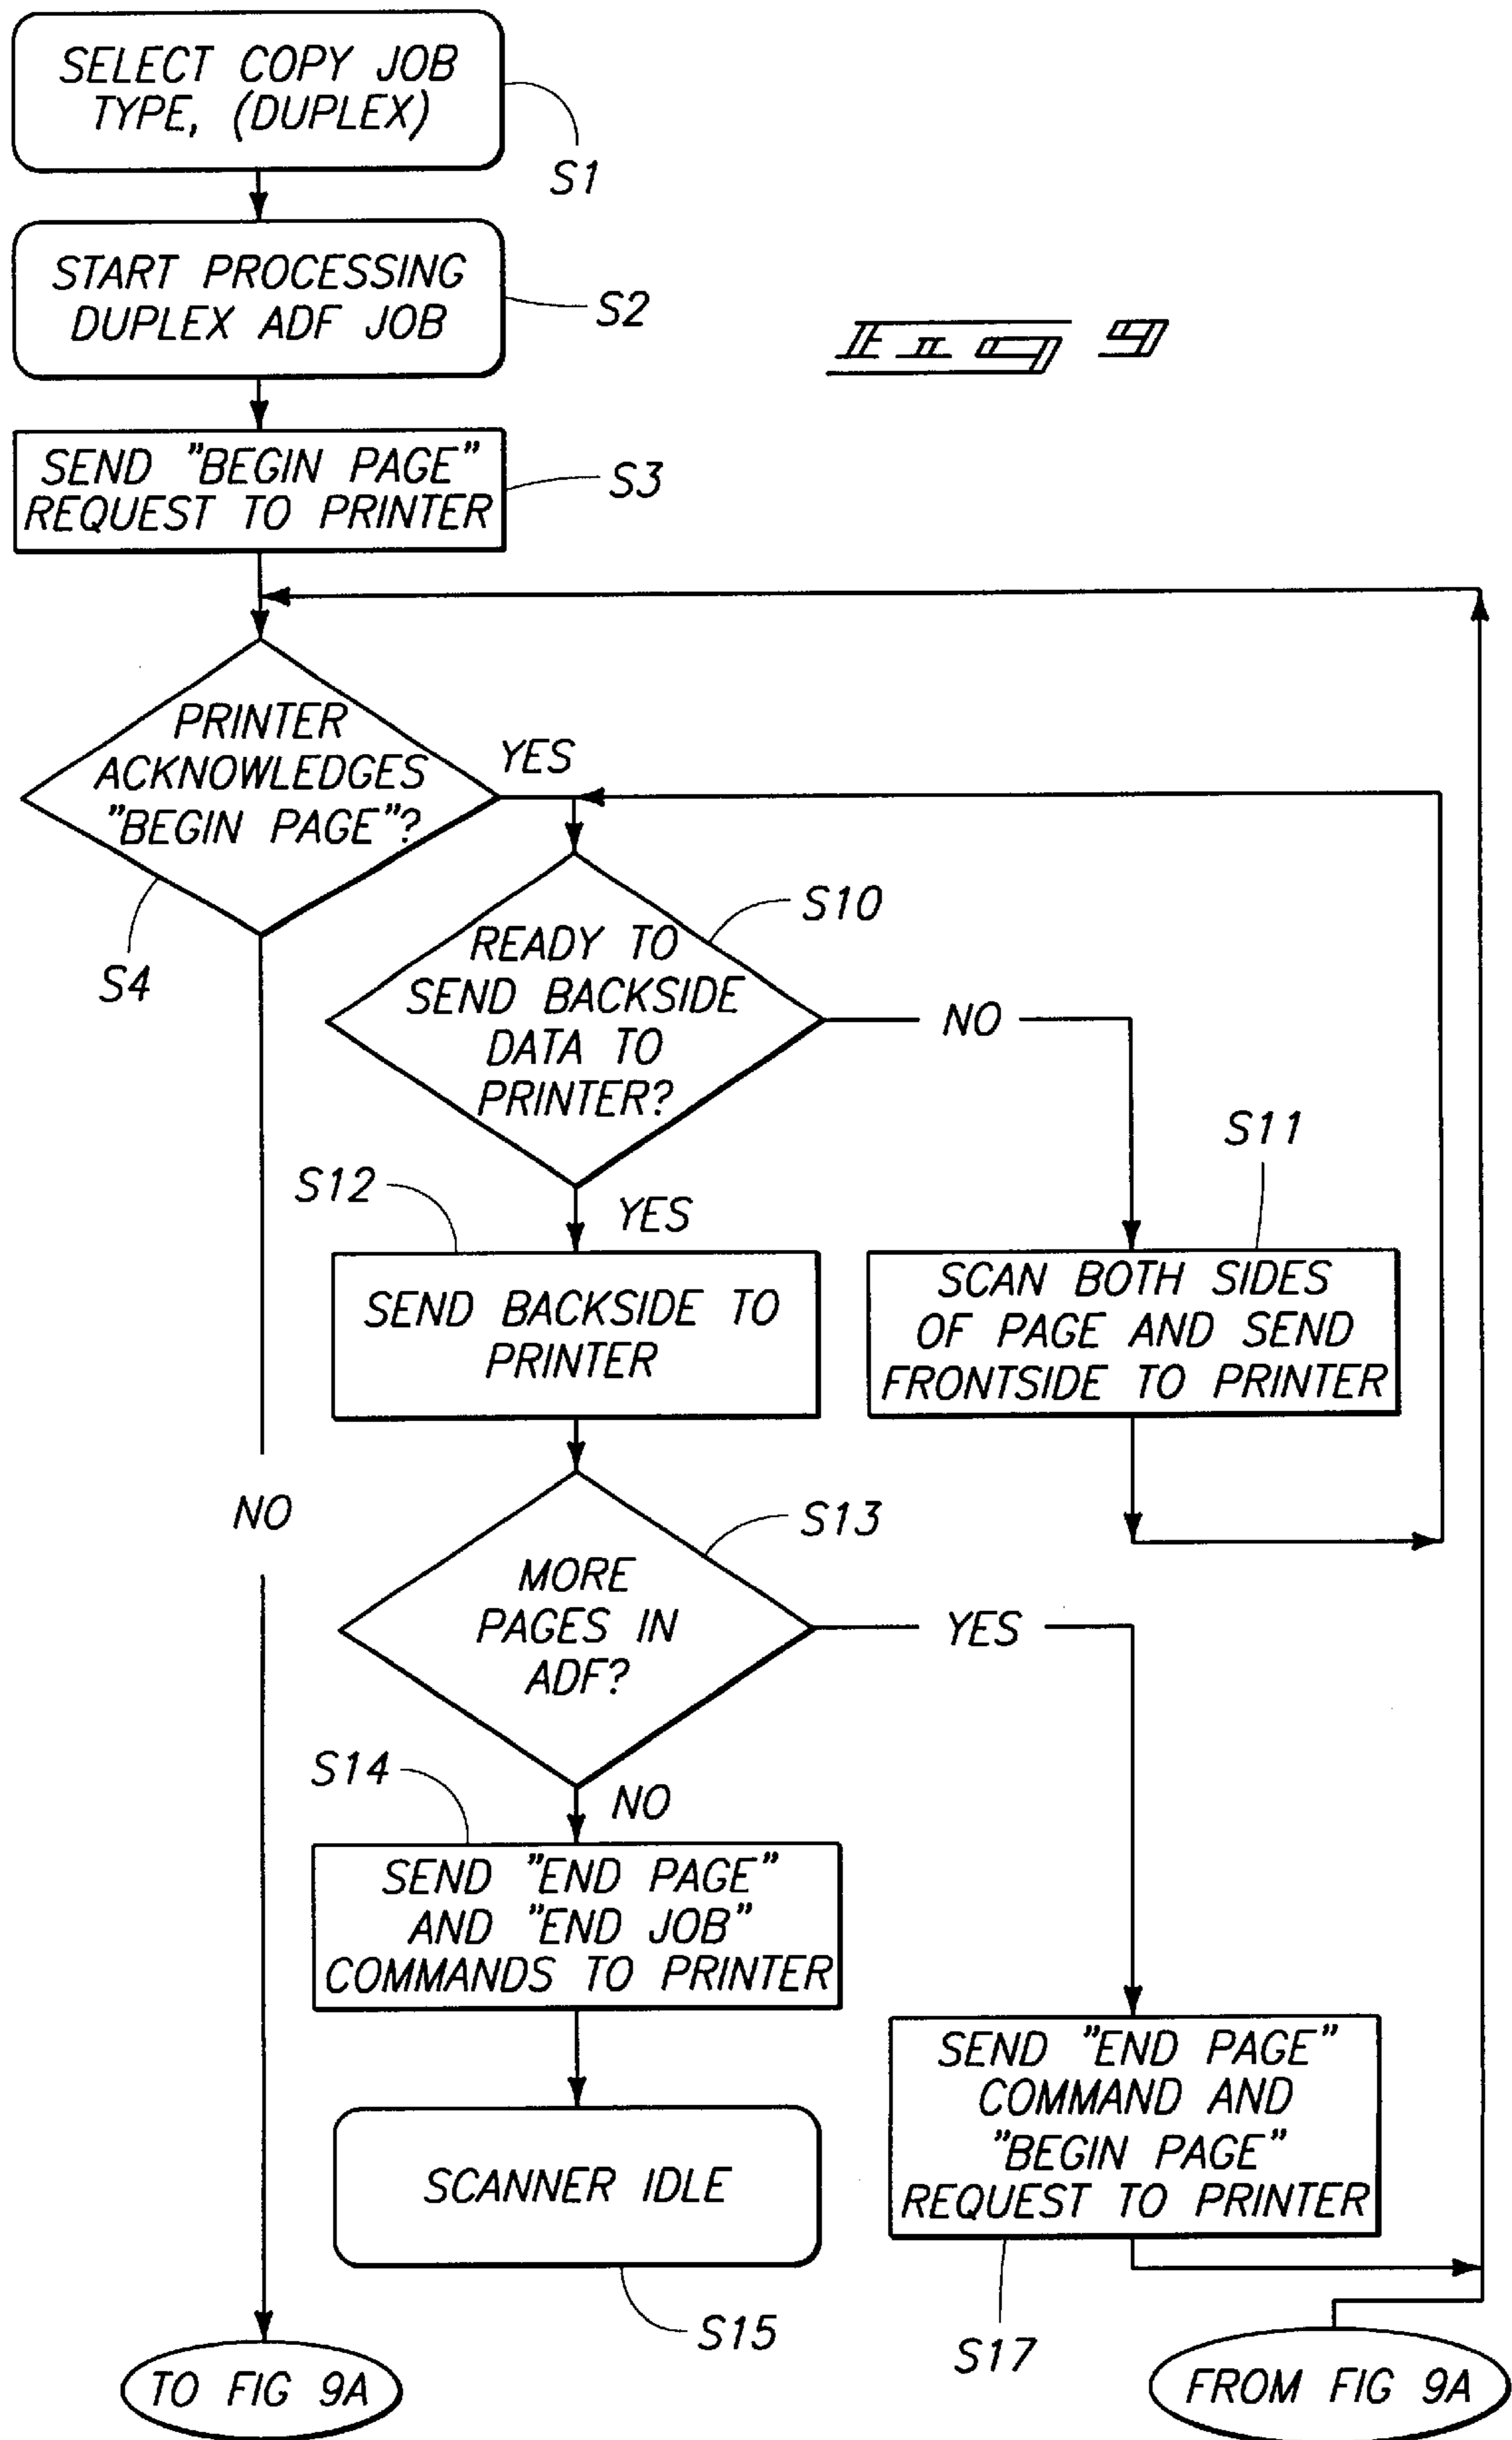 SELECT COPY JOB
TYPE, (DUPLEX)
S1
START PROCESSING
DUPLEX ADF JOB
S2
FIG 9
SEND "BEGIN PAGE"
REQUEST TO PRINTER
S3
PRINTER
ACKNOWLEDGES
"BEGIN PAGE"?
YES
S4
READY TO
SEND BACKSIDE
DATA TO
PRINTER?
S10
NO
S11
S12
YES
SEND BACKSIDE TO
PRINTER
SCAN BOTH SIDES
OF PAGE AND SEND
FRONTSIDE TO PRINTER
NO
S13
MORE
PAGES IN
ADF?
YES
S14
NO
SEND "END PAGE"
AND "END JOB"
COMMANDS TO PRINTER
SEND "END PAGE"
COMMAND AND
"BEGIN PAGE"
REQUEST TO PRINTER
SCANNER IDLE
S15
S17
TO FIG 9A
FROM FIG 9A